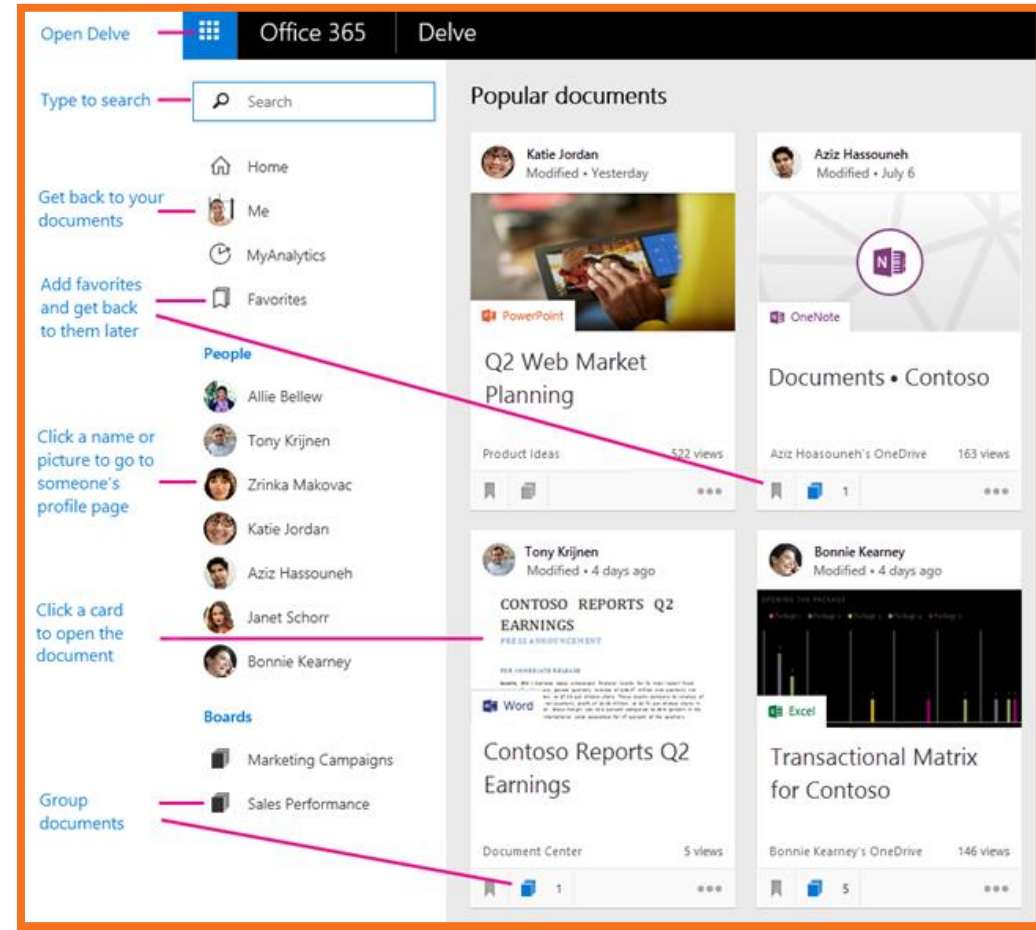 Open Delve
Office 365
Delve
Type to search
Search
Home
Get back to your
documents
Me
MyAnalytics
Add favorites
and get back
to them later
Favorites
People
Allie Bellew
Tony Krijnen
Click a name or
picture to go to
someone's
profile page
Zrinka Makovac
Katie Jordan
Aziz Hassouneh
Click a card
to open the
document
Janet Schorr
Bonnie Kearney
Boards
Marketing Campaigns
Group
documents
Sales Performance
Popular documents
Katie Jordan
Modified • Yesterday
PowerPoint
Q2 Web Market
Planning
Product Ideas
522 views
Aziz Hassouneh
Modified • July 6
N
OneNote
Documents • Contoso
Aziz Hoasouneh's OneDrive
163 views
1
Tony Krijnen
Modified • 4 days ago
CONTOSO REPORTS Q2
EARNINGS
PRESS ANNOUNCEMENT
FOR IMMEDIATE RELEASE
Word
Contoso Reports Q2
Earnings
Document Center
5 views
1
Bonnie Kearney
Modified • 4 days ago
OPENING THE PACKAGE
Excel
Transactional Matrix
for Contoso
Bonnie Kearney's OneDrive
146 views
5